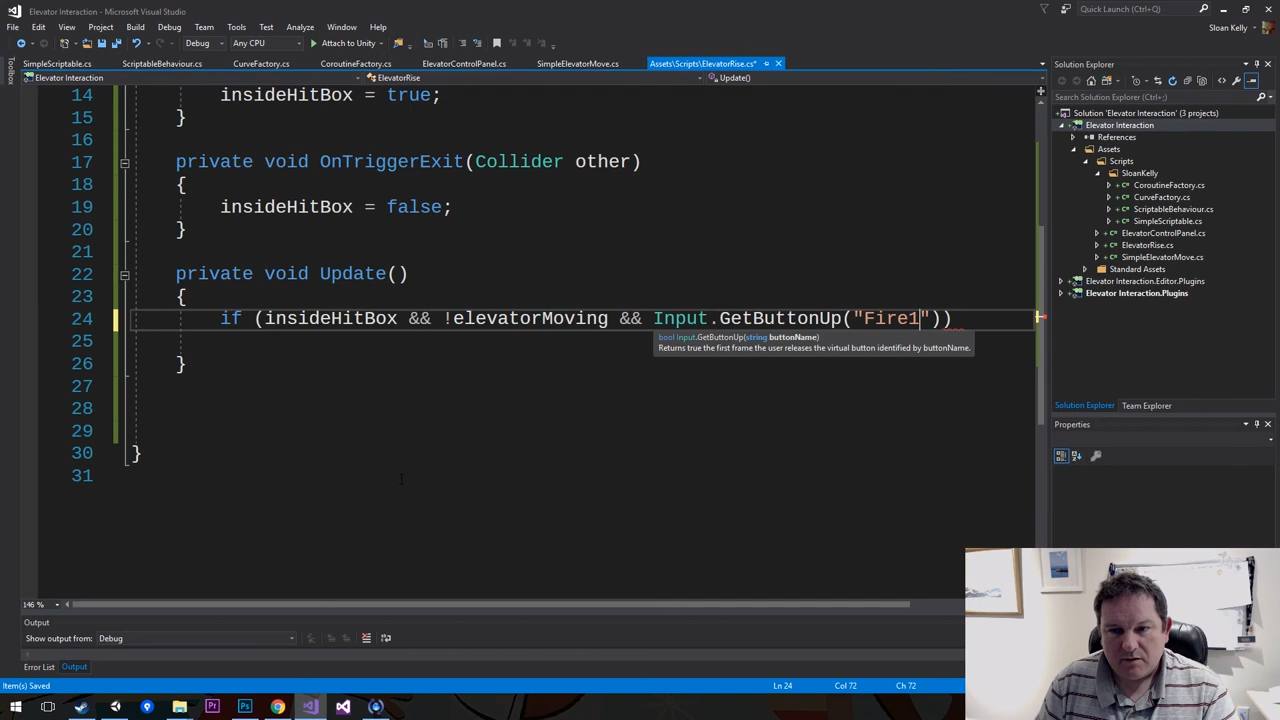 Elevator Interaction - Microsoft Visual Studio
Quick Launch (Ctrl+Q)
File Edit View Project Build Debug Team Tools Test Analyze Window Help
Sloan Kelly
Debug Any CPU Attach to Unity
SimpleScriptable.cs ScriptableBehaviour.cs CurveFactory.cs CoroutineFactory.cs ElevatorControlPanel.cs SimpleElevatorMove.cs Assets\Scripts\ElevatorRise.cs*
Elevator Interaction ElevatorRise Update()
Toolbox
14 insideHitBox = true;
15 }
16
17 private void OnTriggerExit(Collider other)
18 {
19 insideHitBox = false;
20 }
21
22 private void Update()
23 {
24 if (insideHitBox && !elevatorMoving && Input.GetButtonUp("Fire1"))
bool Input.GetButtonUp(string buttonName)
Returns true the first frame the user releases the virtual button identified by buttonName.
25
26 }
27
28
29
30 }
31
146 %
Output
Show output from: Debug
Error List Output
Item(s) Saved
Ln 24 Col 72 Ch 72
Solution Explorer
Search Solution Explorer (Ctrl+;)
Solution 'Elevator Interaction' (3 projects)
Elevator Interaction
References
Assets
Scripts
SloanKelly
CoroutineFactory.cs
CurveFactory.cs
ScriptableBehaviour.cs
SimpleScriptable.cs
ElevatorControlPanel.cs
ElevatorRise.cs
SimpleElevatorMove.cs
Standard Assets
Elevator Interaction.Editor.Plugins
Elevator Interaction.Plugins
Solution Explorer Team Explorer
Properties
Pr
Ps